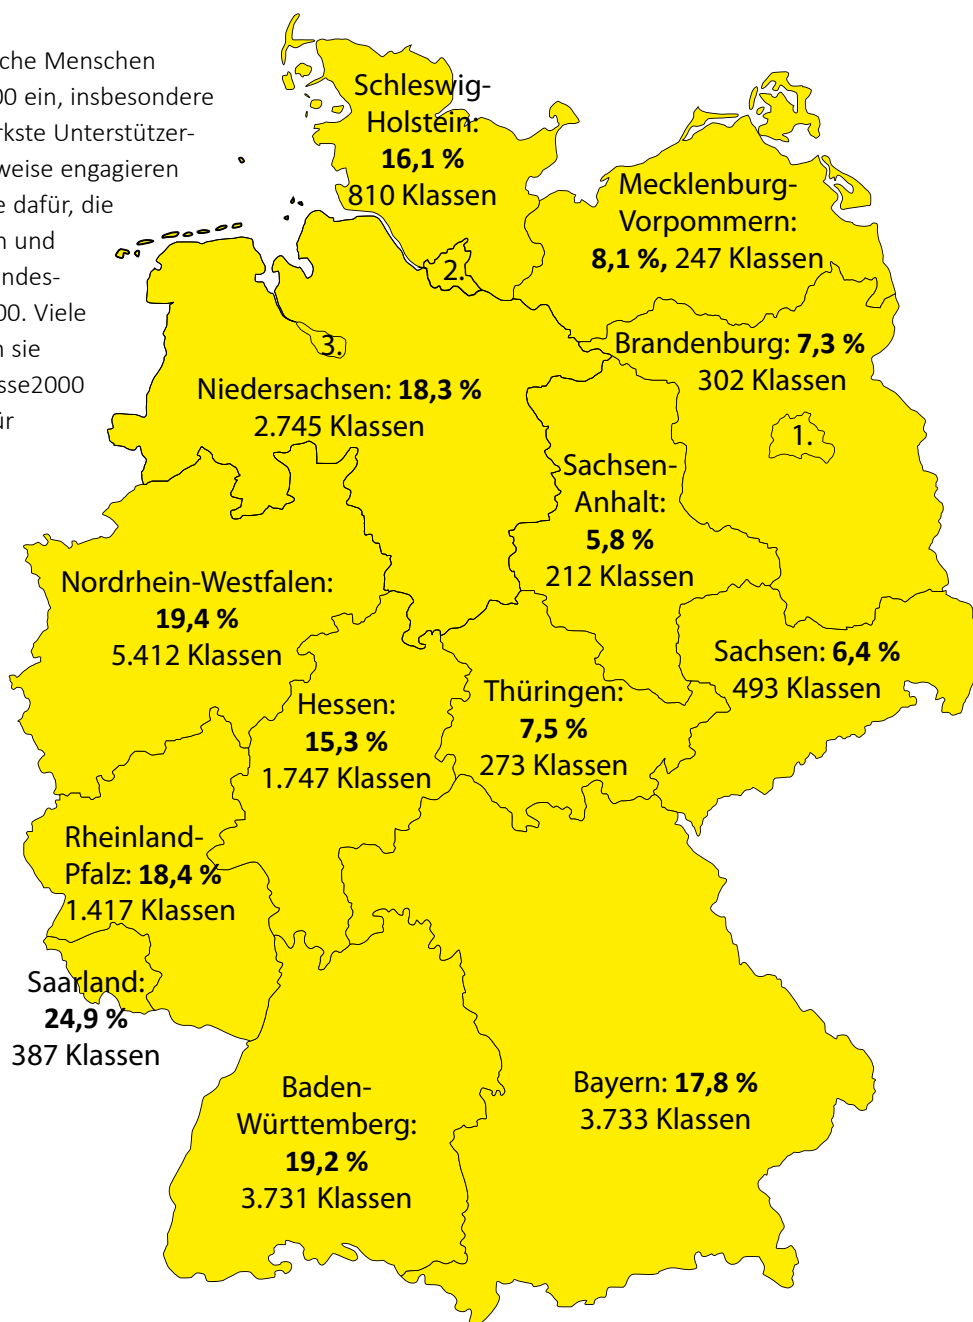 che Menschen
00 ein, insbesondere
rkste Unterstützer-
weise engagieren
e dafür, die
n und
ndes-
00. Viele
n sie
sse2000
ür
Schleswig-
Holstein:
16,1 %
810 Klassen
Mecklenburg-
Vorpommern:
8,1 %, 247 Klassen
2.
3.
Brandenburg: 7,3 %
302 Klassen
1.
Niedersachsen: 18,3 %
2.745 Klassen
Sachsen-
Anhalt:
5,8 %
212 Klassen
Nordrhein-Westfalen:
19,4 %
5.412 Klassen
Sachsen: 6,4 %
493 Klassen
Hessen:
15,3 %
1.747 Klassen
Thüringen:
7,5 %
273 Klassen
Rheinland-
Pfalz: 18,4 %
1.417 Klassen
Saarland:
24,9 %
387 Klassen
Baden-
Württemberg:
19,2 %
3.731 Klassen
Bayern: 17,8 %
3.733 Klassen